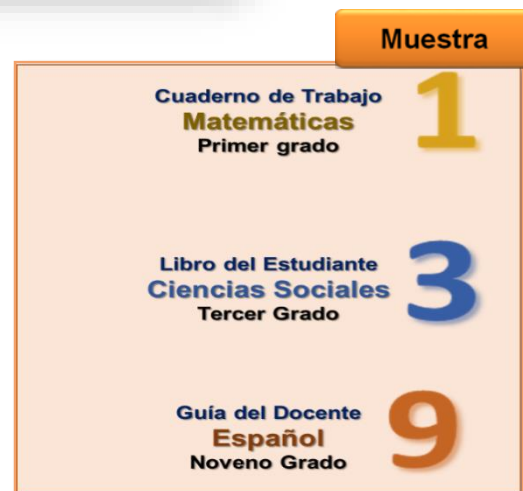 Muestra
Cuaderno de Trabajo
Matemáticas
Primer grado
1
Libro del Estudiante
Ciencias Sociales
Tercer Grado
3
Guía del Docente
Español
Noveno Grado
9